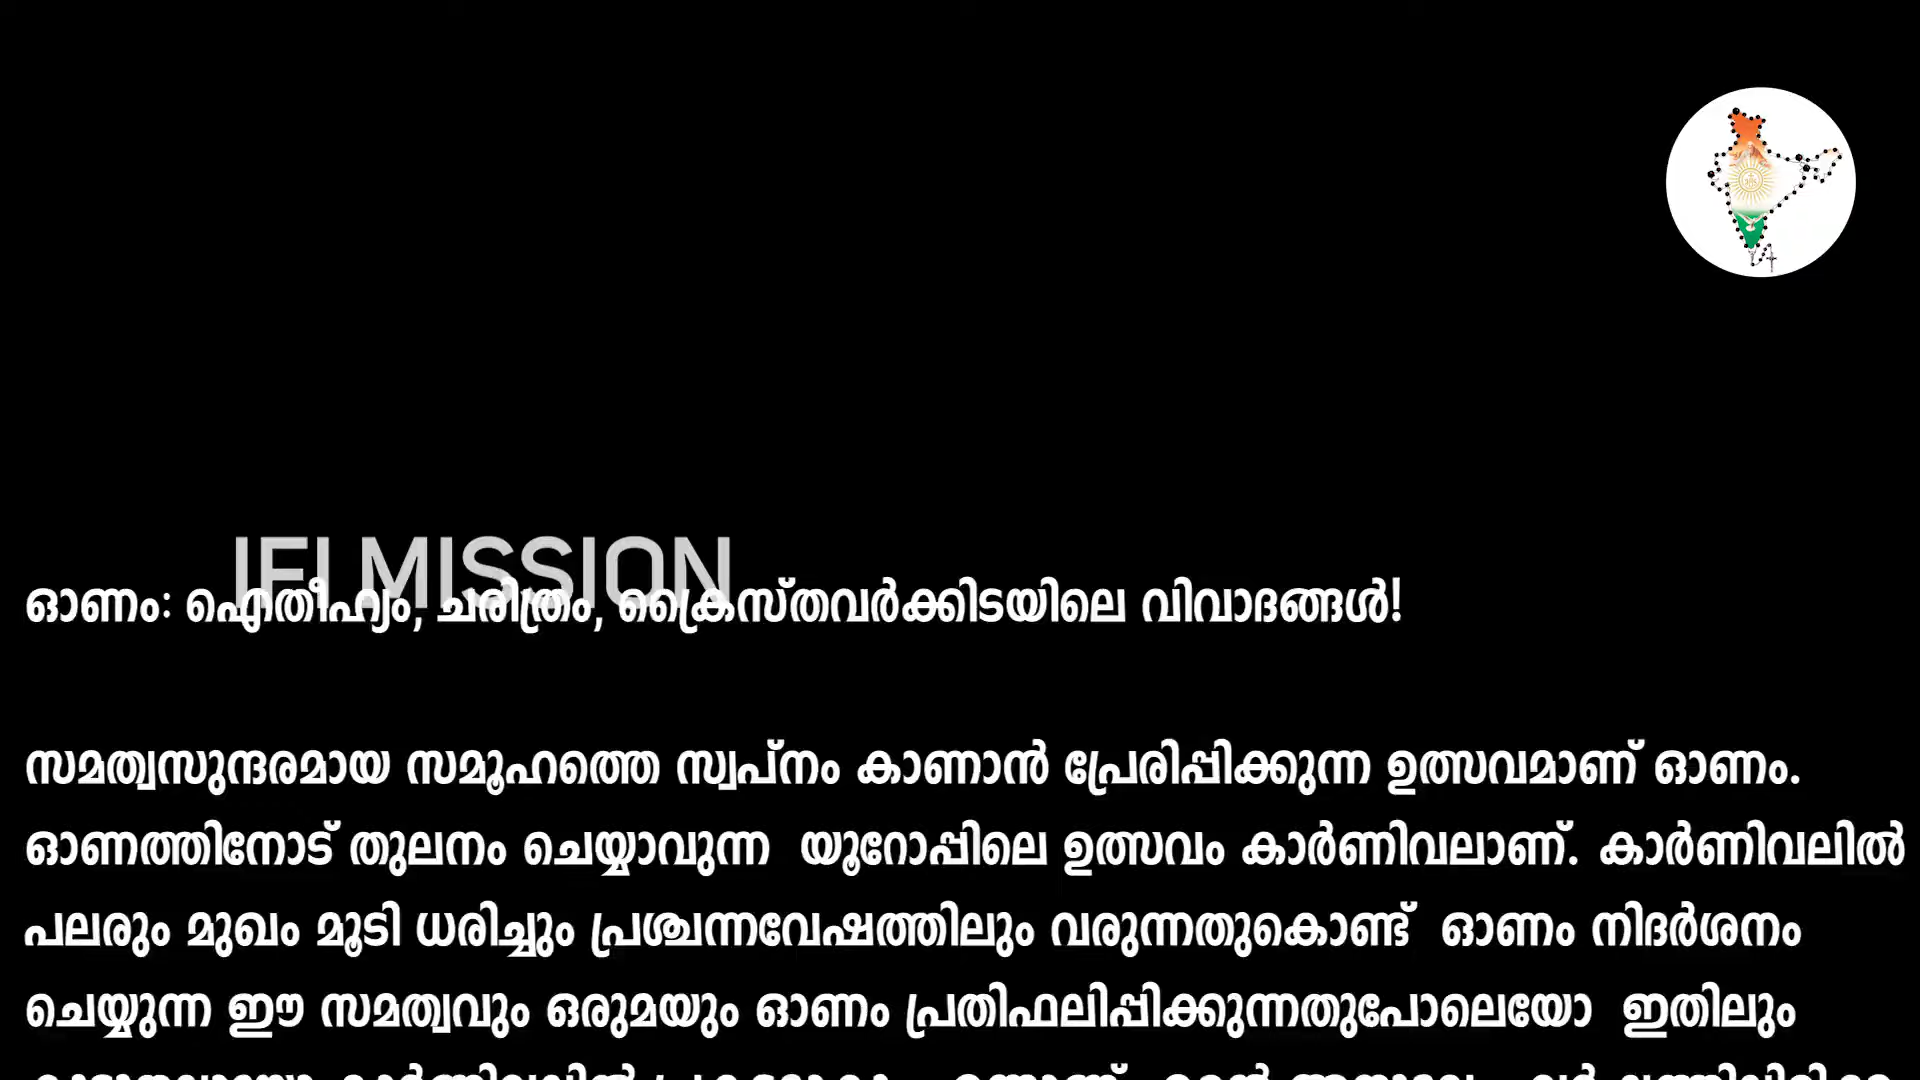 IFI MISSION
ഓണം: ഐതീഹ്യം, ചരിത്രം, ക്രൈസ്തവർക്കിടയിലെ വിവാദങ്ങൾ!
സമത്വസുന്ദരമായ സമൂഹത്തെ സ്വപ്നം കാണാൻ പ്രേരിപ്പിക്കുന്ന ഉത്സവമാണ് ഓണം.
ഓണത്തിനോട് തുലനം ചെയ്യാവുന്ന യൂറോപ്പിലെ ഉത്സവം കാർണിവലാണ്. കാർണിവലിൽ
പലരും മുഖം മൂടി ധരിച്ചും പ്രശ്ചന്നവേഷത്തിലും വരുന്നതുകൊണ്ട് ഓണം നിദർശനം
ചെയ്യുന്ന ഈ സമത്വവും ഒരുമയും ഓണം പ്രതിഫലിപ്പിക്കുന്നതുപോലെയോ ഇതിലും